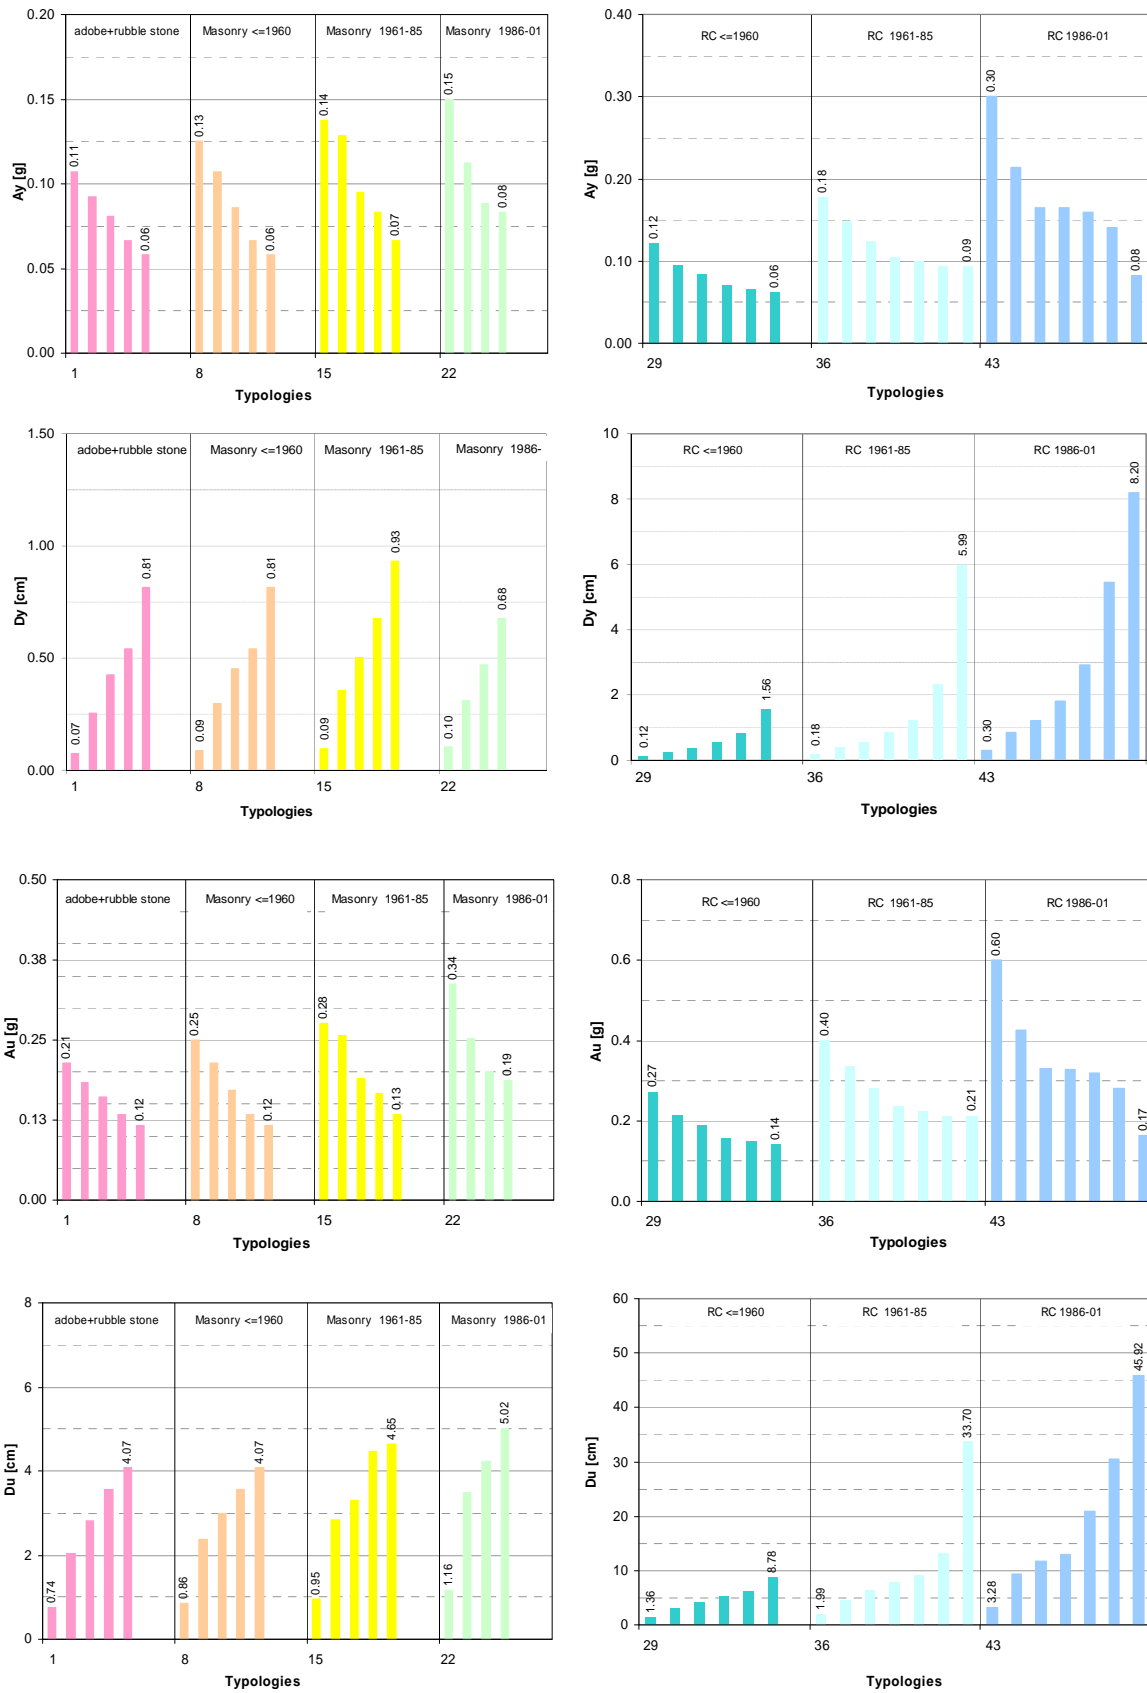 0.20
0.15
0.10
0.05
0.00
Ay [g]
adobe+rubble stone
Masonry <=1960
Masonry 1961-85
Masonry 1986-01
0.11
0.06
0.13
0.06
0.14
0.07
0.15
0.08
1
8
15
22
Typologies
0.40
0.30
0.20
0.10
0.00
Ay [g]
RC <=1960
RC 1961-85
RC 1986-01
0.12
0.06
0.18
0.09
0.30
0.08
29
36
43
Typologies
1.50
1.00
0.50
0.00
Dy [cm]
adobe+rubble stone
Masonry <=1960
Masonry 1961-85
Masonry 1986-
0.07
0.81
0.09
0.81
0.09
0.93
0.10
0.68
1
8
15
22
Typologies
10
8
6
4
2
0
Dy [cm]
RC <=1960
RC 1961-85
RC 1986-01
0.12
1.56
0.18
5.99
0.30
8.20
29
36
43
Typologies
0.50
0.38
0.25
0.13
0.00
Au [g]
adobe+rubble stone
Masonry <=1960
Masonry 1961-85
Masonry 1986-01
0.21
0.12
0.25
0.12
0.28
0.13
0.34
0.19
1
8
15
22
Typologies
0.8
0.6
0.4
0.2
0.0
Au [g]
RC <=1960
RC 1961-85
RC 1986-01
0.27
0.14
0.40
0.21
0.60
0.17
29
36
43
Typologies
8
6
4
2
0
Du [cm]
adobe+rubble stone
Masonry <=1960
Masonry 1961-85
Masonry 1986-01
0.74
4.07
0.86
4.07
0.95
4.65
1.16
5.02
1
8
15
22
Typologies
60
50
40
30
20
10
0
Du [cm]
RC <=1960
RC 1961-85
RC 1986-01
1.36
8.78
1.99
33.70
3.28
45.92
29
36
43
Typologies